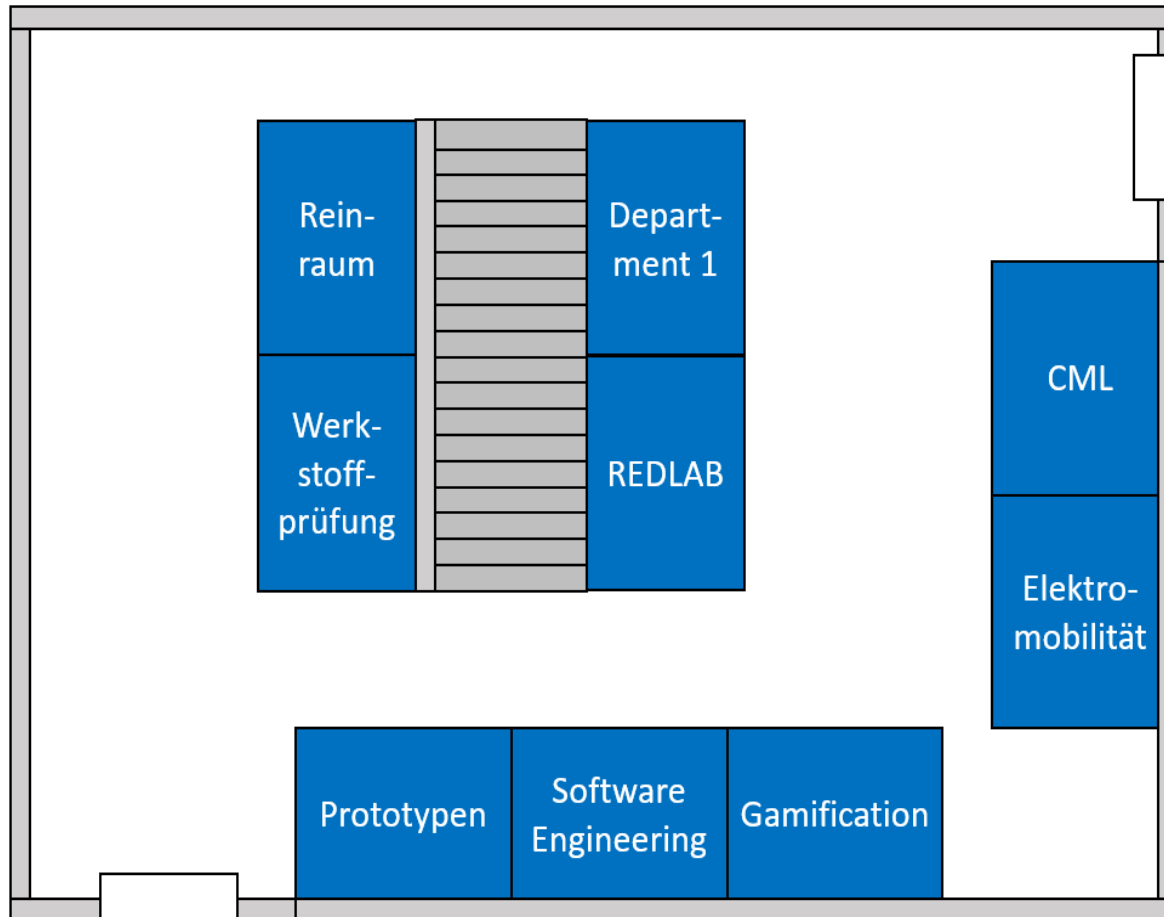 Rein-
raum
Depart-
ment 1
Werk-
stoff-
prüfung
REDLAB
CML
Elektro-
mobilität
Prototypen
Software
Engineering
Gamification